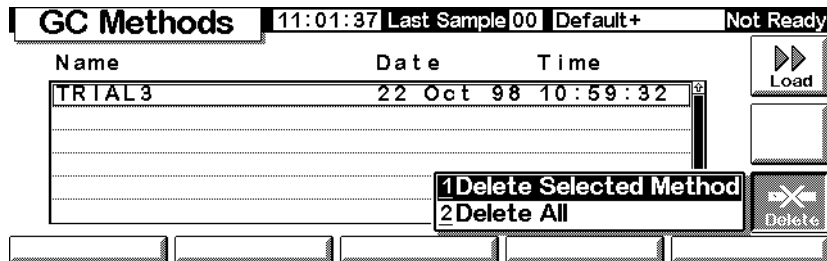 GC Methods 11:01:37 Last Sample 00 Default+ Not Ready
Name Date Time
Load
TRIAL3 22 Oct 98 10:59:32
1 Delete Selected Method
2 Delete All
Delete